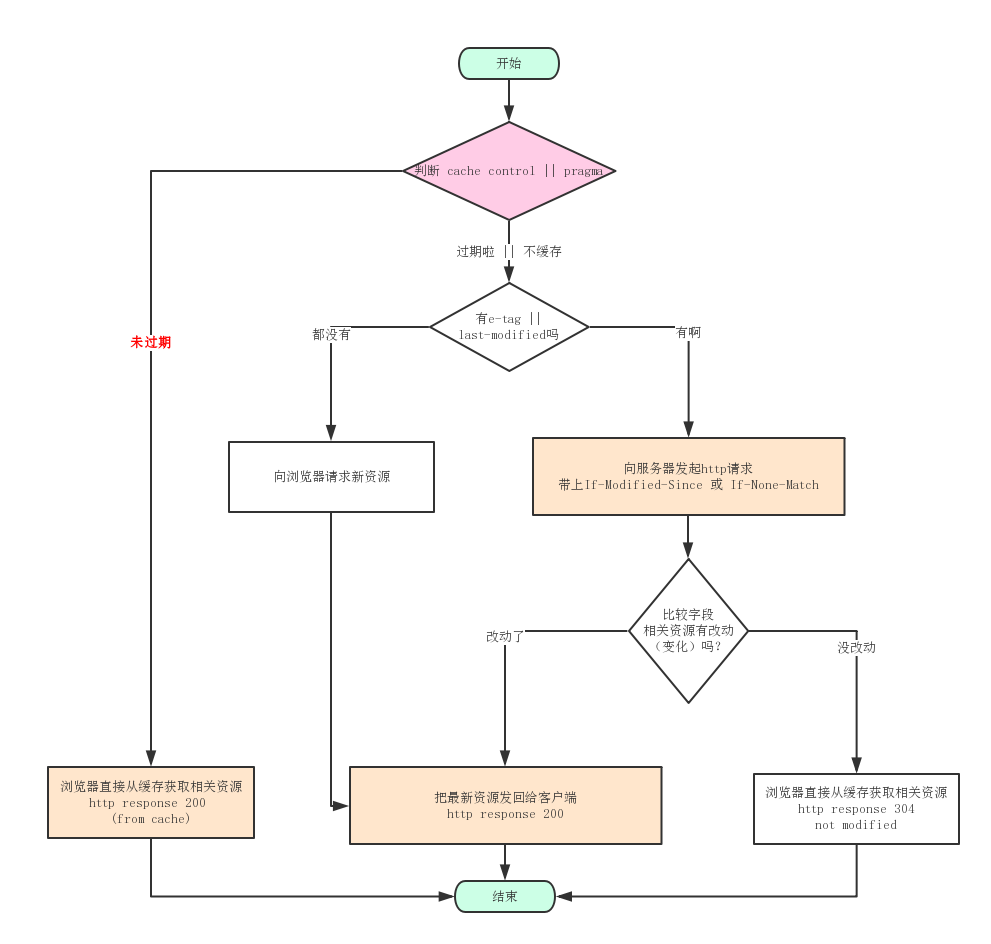 开始
判断 cache control || pragma
过期啦 || 不缓存
有e-tag ||
last-modified吗
都没有
有啊
未过期
向浏览器请求新资源
向服务器发起http请求
带上If-Modified-Since 或 If-None-Match
比较字段
相关资源有改动
（变化）吗?
改动了
没改动
浏览器直接从缓存获取相关资源
http response 200
(from cache)
把最新资源发回给客户端
http response 200
浏览器直接从缓存获取相关资源
http response 304
not modified
结束